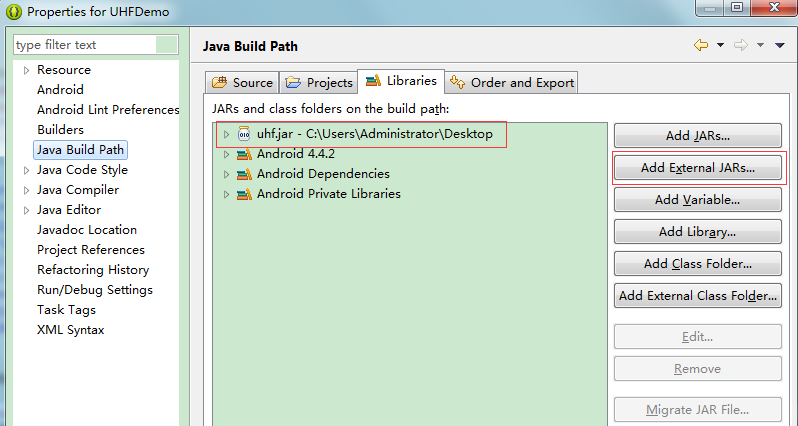 Properties for UHFDemo
type filter text
Resource
Android
Android Lint Preferences
Builders
Java Build Path
Java Code Style
Java Compiler
Java Editor
Javadoc Location
Project References
Refactoring History
Run/Debug Settings
Task Tags
XML Syntax
Java Build Path
Source
Projects
Libraries
Order and Export
JARs and class folders on the build path:
uhf.jar - C:\Users\Administrator\Desktop
Android 4.4.2
Android Dependencies
Android Private Libraries
Add JARs...
Add External JARs...
Add Variable...
Add Library...
Add Class Folder...
Add External Class Folder...
Edit...
Remove
Migrate JAR File...